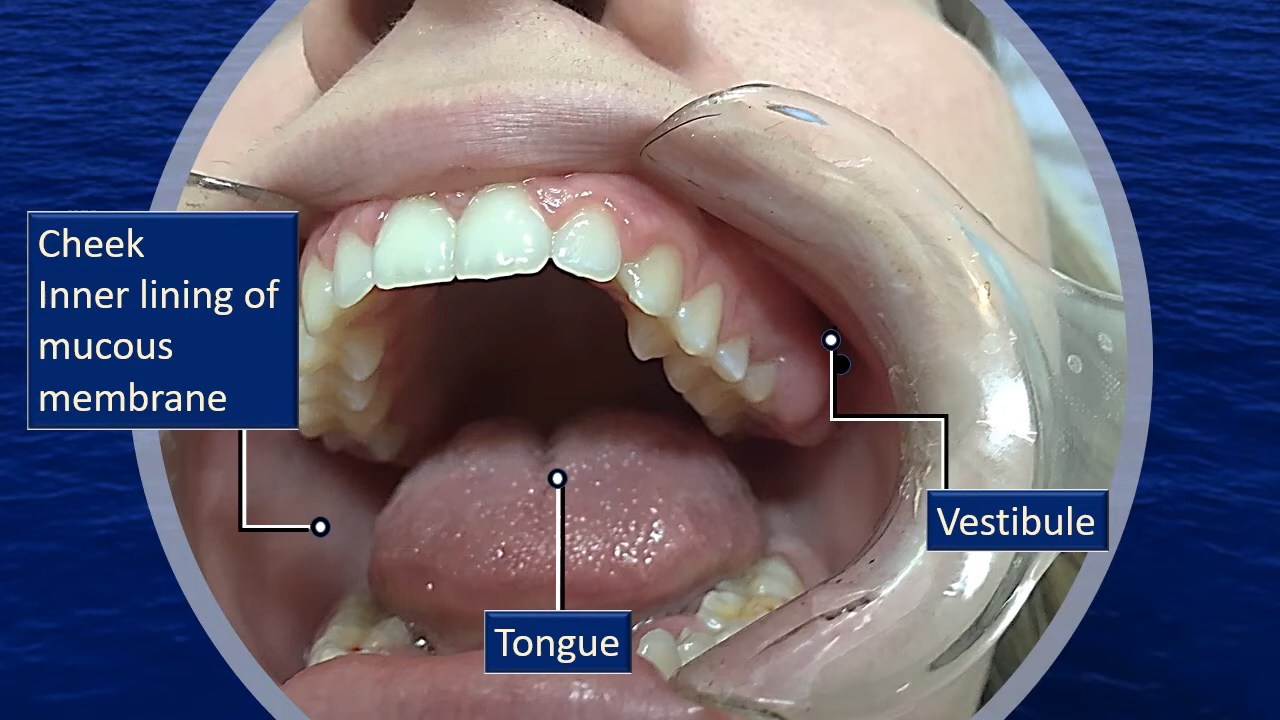 Cheek
Inner lining of
mucous
membrane
Vestibule
Tongue